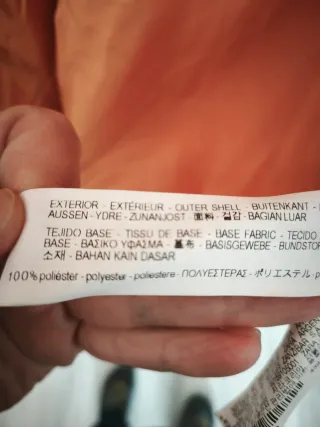 EXTERIOR - EXTÉRIEUR - OUTER SHELL - BUITENKANT -
AUSSEN - YDRE - ZUNANJOST - 面料 - 겉감 - BAGIAN LUAR
TEJIDO BASE - TISSU DE BASE - BASE FABRIC - TECIDO
BASE - ΒΑΣΙΚΟ ΥΦΑΣΜΑ - 基布 - BASISGEWEBE - BUNDSTOF
소재 - BAHAN KAIN DASAR
100% poliéster - polyester - poliestere - ΠΟΛΥΕΣΤΕΡΑΣ - ポリエステル - p
ZARA